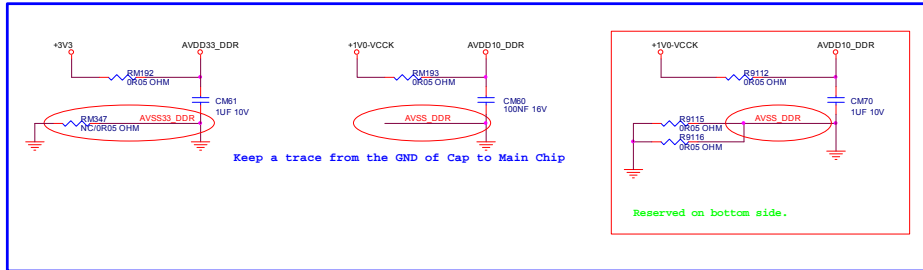 +3V3
AVDD33_DDR
RM192
0R05 OHM
CM61
1UF 10V
RM347
AVSS33_DDR
NC/0R05 OHM
+1V0-VCCK
AVDD10_DDR
RM193
0R05 OHM
CM60
100NF 16V
AVSS_DDR
Keep a trace from the GND of Cap to Main Chip
+1V0-VCCK
AVDD10_DDR
R9112
0R05 OHM
CM70
1UF 10V
R9115
AVSS_DDR
0R05 OHM
R9116
0R05 OHM
Reserved on bottom side.